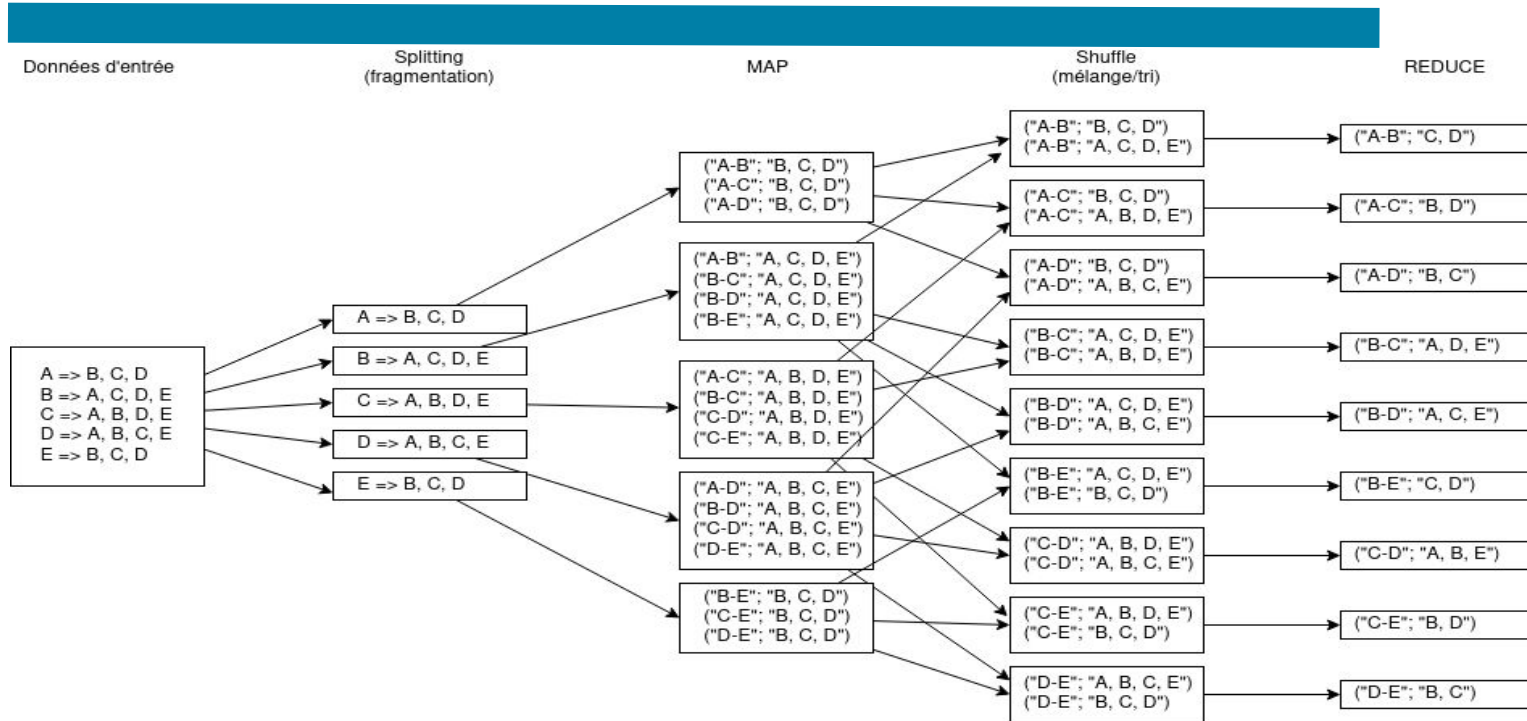 Données d'entrée
Splitting
(fragmentation)
MAP
Shuffle
(mélange/tri)
REDUCE
A => B, C, D
B => A, C, D, E
C => A, B, D, E
D => A, B, C, E
E => B, C, D
A => B, C, D
B => A, C, D, E
C => A, B, D, E
D => A, B, C, E
E => B, C, D
("A-B"; "B, C, D")
("A-C"; "B, C, D")
("A-D"; "B, C, D")
("A-B"; "A, C, D, E")
("B-C"; "A, C, D, E")
("B-D"; "A, C, D, E")
("B-E"; "A, C, D, E")
("A-C"; "A, B, D, E")
("B-C"; "A, B, D, E")
("C-D"; "A, B, D, E")
("C-E"; "A, B, D, E")
("A-D"; "A, B, C, E")
("B-D"; "A, B, C, E")
("C-D"; "A, B, C, E")
("D-E"; "A, B, C, E")
("B-E"; "B, C, D")
("C-E"; "B, C, D")
("D-E"; "B, C, D")
("A-B"; "B, C, D")
("A-B"; "A, C, D, E")
("A-C"; "B, C, D")
("A-C"; "A, B, D, E")
("A-D"; "B, C, D")
("A-D"; "A, B, C, E")
("B-C"; "A, C, D, E")
("B-C"; "A, B, D, E")
("B-D"; "A, C, D, E")
("B-D"; "A, B, C, E")
("B-E"; "A, C, D, E")
("B-E"; "B, C, D")
("C-D"; "A, B, D, E")
("C-D"; "A, B, C, E")
("C-E"; "A, B, D, E")
("C-E"; "B, C, D")
("D-E"; "A, B, C, E")
("D-E"; "B, C, D")
("A-B"; "C, D")
("A-C"; "B, D")
("A-D"; "B, C")
("B-C"; "A, D, E")
("B-D"; "A, C, E")
("B-E"; "C, D")
("C-D"; "A, B, E")
("C-E"; "B, D")
("D-E"; "B, C")